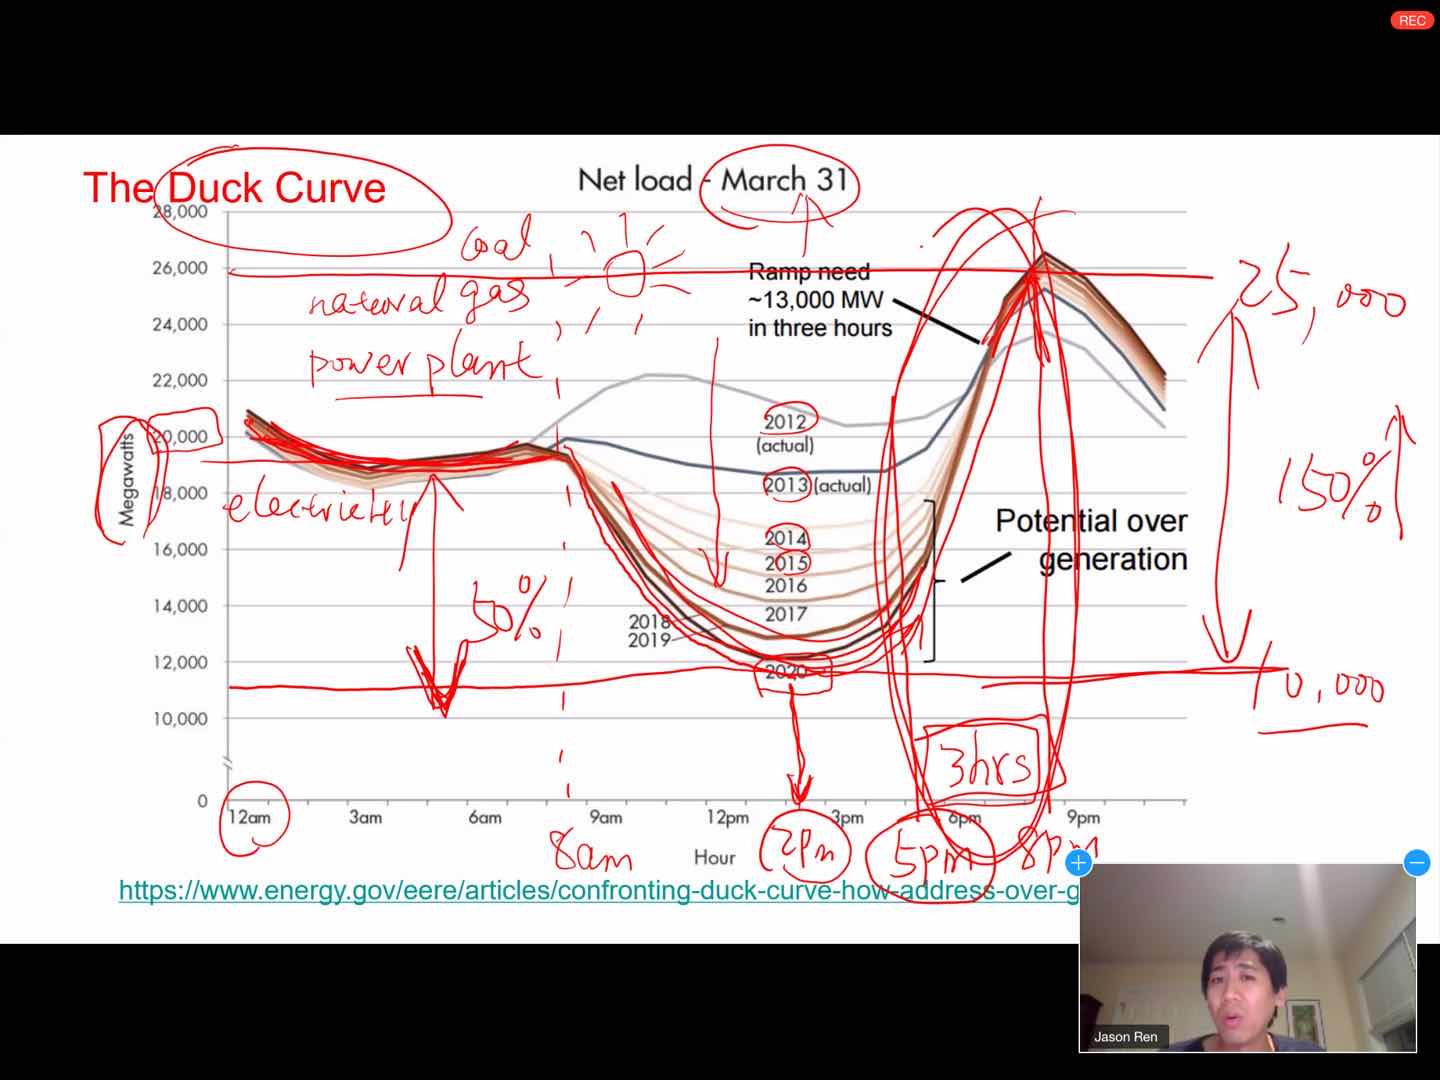 REC
The Duck Curve
Net load - March 31
28,000
26,000
24,000
22,000
20,000
18,000
16,000
14,000
12,000
10,000
0
Megawatts
coal
natural gas
power plant
Ramp need
~13,000 MW
in three hours
25,000
150%
2012
(actual)
2013 (actual)
2014
2015
2016
2017
2018
2019
2020
Potential over
generation
50%
10,000
3hrs
12am
3am
6am
9am
12pm
3pm
6pm
9pm
8am
2pm
5pm
8pm
Hour
https://www.energy.gov/eere/articles/confronting-duck-curve-how-address-over-g
Jason Ren